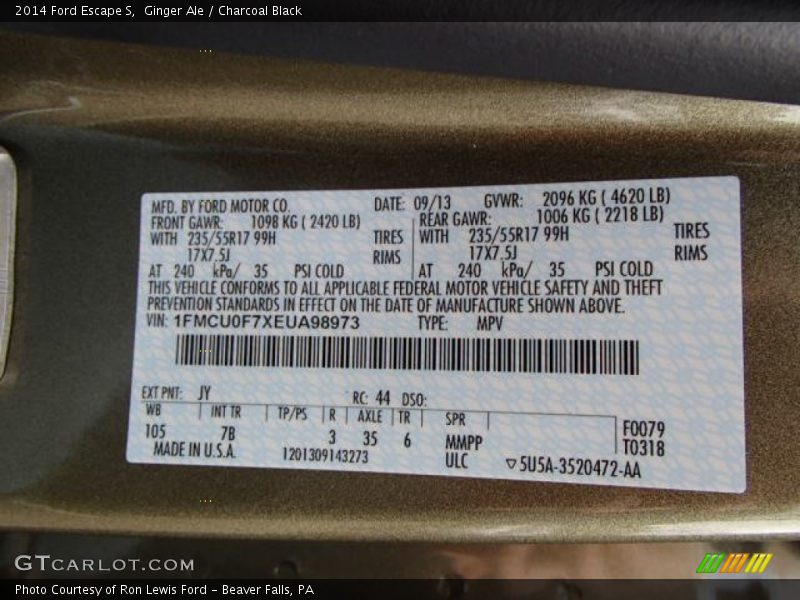 2014 Ford Escape S,  Ginger Ale / Charcoal Black
MFD. BY FORD MOTOR CO. DATE: 09/13 GVWR: 2096 KG ( 4620 LB)
FRONT GAWR: 1098 KG ( 2420 LB) REAR GAWR: 1006 KG ( 2218 LB)
WITH 235/55R17 99H TIRES WITH 235/55R17 99H TIRES
17X7.5J RIMS 17X7.5J RIMS
AT 240 kPa/ 35 PSI COLD AT 240 kPa/ 35 PSI COLD
THIS VEHICLE CONFORMS TO ALL APPLICABLE FEDERAL MOTOR VEHICLE SAFETY AND THEFT
PREVENTION STANDARDS IN EFFECT ON THE DATE OF MANUFACTURE SHOWN ABOVE.
VIN: 1FMCU0F7XEUA98973 TYPE: MPV
EXT PNT: JY RC: 44 DSO:
WB INT TR TP/PS R AXLE TR SPR
105 7B 3 35 6 MMPP F0079
MADE IN U.S.A. 1201309143273 ULC T0318
▽5U5A-3520472-AA
GTCARLOT.COM
Photo Courtesy of Ron Lewis Ford – Beaver Falls, PA